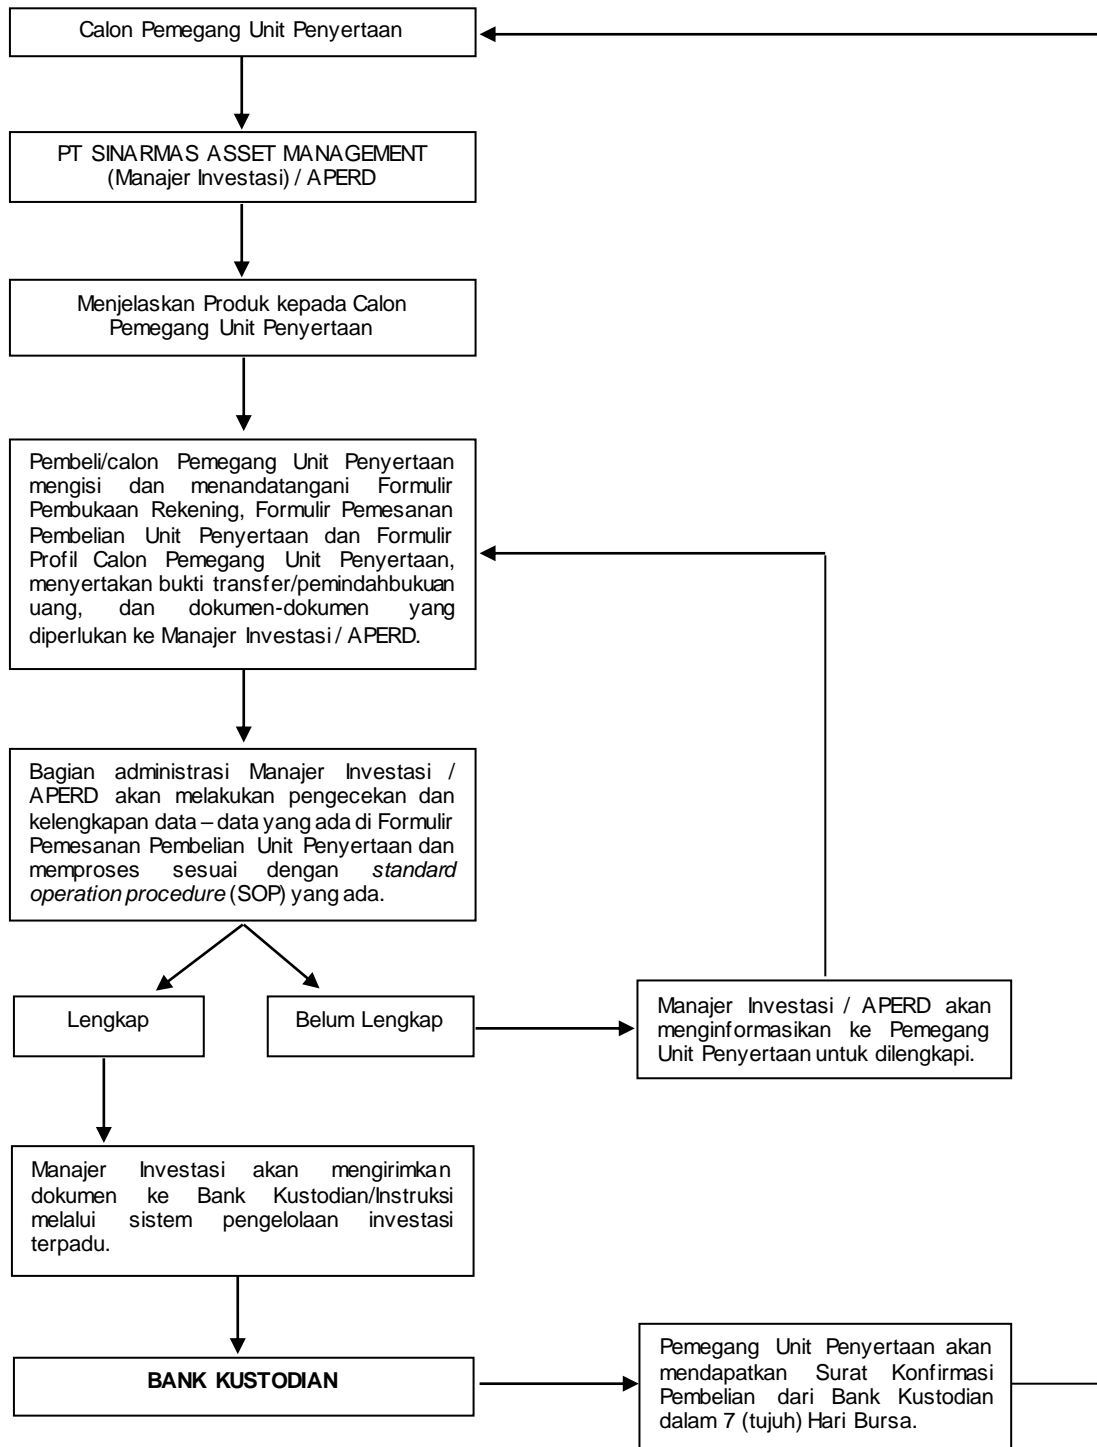 Calon Pemegang Unit Penyertaan
PT SINARMAS ASSET MANAGEMENT
(Manajer Investasi) / APERD
Menjelaskan Produk kepada Calon
Pemegang Unit Penyertaan
Pembeli/calon Pemegang Unit Penyertaan
mengisi dan menandatangani Formulir
Pembukaan Rekening, Formulir Pemesanan
Pembelian Unit Penyertaan dan Formulir
Profil Calon Pemegang Unit Penyertaan,
menyertakan bukti transfer/pemindahbukuan
uang, dan dokumen-dokumen yang
diperlukan ke Manajer Investasi / APERD.
Bagian administrasi Manajer Investasi /
APERD akan melakukan pengecekan dan
kelengkapan data – data yang ada di Formulir
Pemesanan Pembelian Unit Penyertaan dan
memproses sesuai dengan standard
operation procedure (SOP) yang ada.
Lengkap
Belum Lengkap
Manajer Investasi / APERD akan
menginformasikan ke Pemegang
Unit Penyertaan untuk dilengkapi.
Manajer Investasi akan mengirimkan
dokumen ke Bank Kustodian/Instruksi
melalui sistem pengelolaan investasi
terpadu.
BANK KUSTODIAN
Pemegang Unit Penyertaan akan
mendapatkan Surat Konfirmasi
Pembelian dari Bank Kustodian
dalam 7 (tujuh) Hari Bursa.